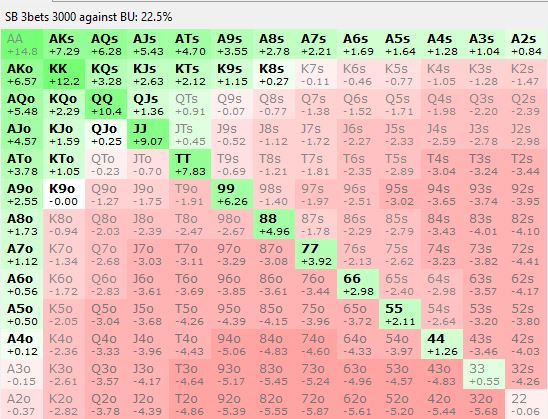 SB 3bets 3000 against BU: 22.5%
AA AKs AQs AJs ATs A9s A8s A7s A6s A5s A4s A3s A2s
+14.8 +7.29 +6.28 +5.43 +4.70 +3.55 +2.78 +2.21 +1.69 +1.64 +1.28 +1.04 +0.84
AKo KK KQs KJs KTs K9s K8s K7s K6s K5s K4s K3s K2s
+6.57 +12.2 +3.28 +2.63 +2.12 +1.15 +0.27 -0.11 -0.46 -0.77 -1.05 -1.28 -1.47
AQo KQo QQ QJs QTs Q9s Q8s Q7s Q6s Q5s Q4s Q3s Q2s
+5.48 +2.29 +10.4 +1.36 +0.91 -0.07 -0.77 -1.38 -1.52 -1.71 -1.98 -2.20 -2.39
AJo KJo QJo JJ JTs J9s J8s J7s J6s J5s J4s J3s J2s
+4.57 +1.59 +0.25 +9.07 +0.45 -0.52 -1.12 -1.72 -2.27 -2.33 -2.59 -2.78 -2.98
ATo KTo QTo JTo TT T9s T8s T7s T6s T5s T4s T3s T2s
+3.78 +1.05 -0.23 -0.70 +7.83 -0.69 -1.21 -1.81 -2.35 -2.89 -3.04 -3.24 -3.44
A9o K9o Q9o J9o T9o 99 98s 97s 96s 95s 94s 93s 92s
+2.55 -0.00 -1.27 -1.75 -1.91 +6.26 -1.40 -1.97 -2.51 -3.02 -3.65 -3.74 -3.95
A8o K8o Q8o J8o T8o 98o 88 87s 86s 85s 84s 83s 82s
+1.73 -0.94 -2.03 -2.39 -2.47 -2.67 +4.96 -1.78 -2.29 -2.79 -3.43 -4.01 -4.10
A7o K7o Q7o J7o T7o 97o 87o 77 76s 75s 74s 73s 72s
+1.12 -1.34 -2.68 -3.03 -3.11 -3.29 -3.08 +3.92 -2.13 -2.62 -3.23 -3.82 -4.41
A6o K6o Q6o J6o T6o 96o 86o 76o 66 65s 64s 63s 62s
+0.56 -1.72 -2.83 -3.61 -3.69 -3.85 -3.61 -3.44 +2.98 -2.40 -2.98 -3.57 -4.17
A5o K5o Q5o J5o T5o 95o 85o 75o 65o 55 54s 53s 52s
+0.50 -2.05 -3.04 -3.68 -4.26 -4.39 -4.15 -3.96 -3.72 +2.11 -2.64 -3.20 -3.80
A4o K4o Q4o J4o T4o 94o 84o 74o 64o 54o 44 43s 42s
+0.12 -2.36 -3.33 -3.96 -4.43 -5.06 -4.83 -4.60 -4.33 -3.97 +1.26 -3.46 -4.03
A3o K3o Q3o J3o T3o 93o 83o 73o 63o 53o 43o 33 32s
-0.15 -2.61 -3.57 -4.17 -4.64 -5.17 -5.45 -5.24 -4.96 -4.57 -4.83 +0.55 -4.26
A2o K2o Q2o J2o T2o 92o 82o 72o 62o 52o 42o 32o 22
-0.37 -2.82 -3.78 -4.39 -4.86 -5.39 -5.55 -5.87 -5.61 -5.20 -5.44 -5.68 -0.06